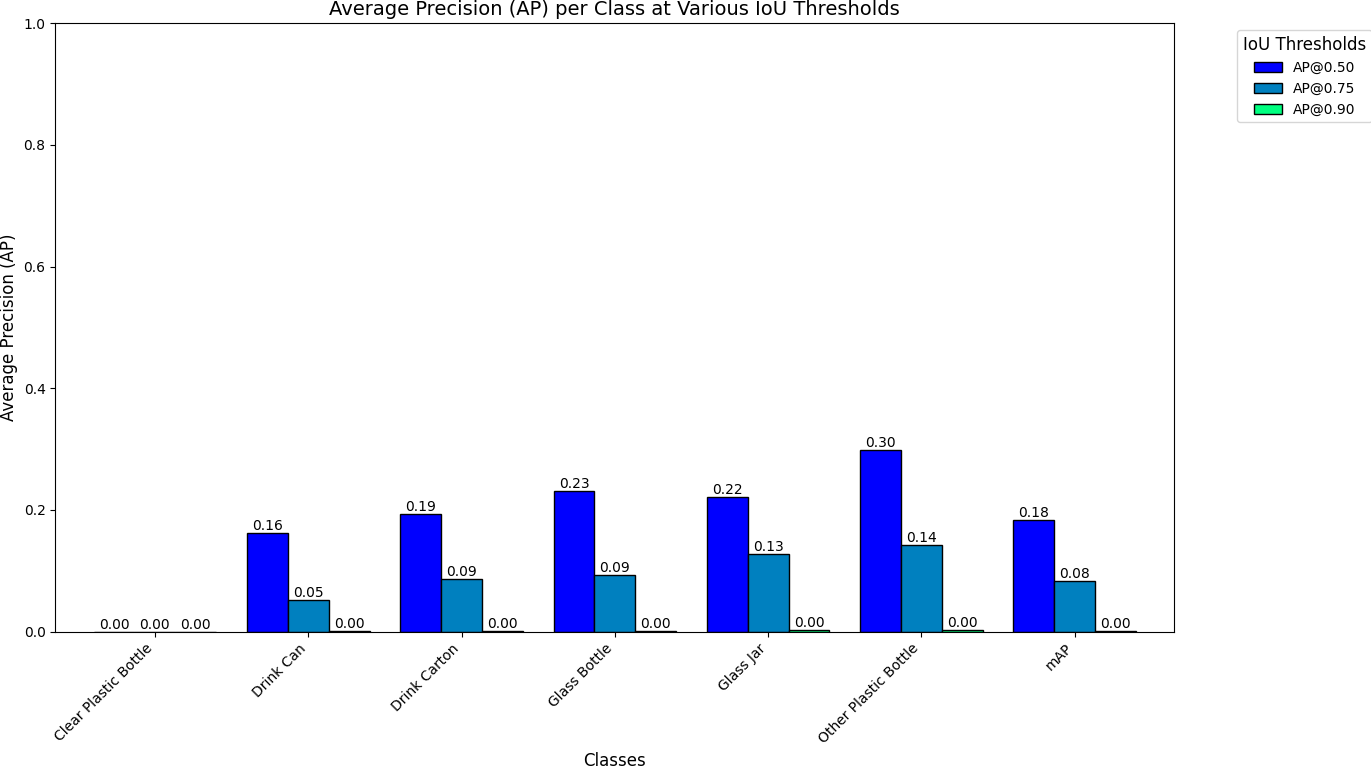 Average Precision (AP) per Class at Various IoU Thresholds
IoU Thresholds
AP@0.50
AP@0.75
AP@0.90
Average Precision (AP)
1.0
0.8
0.6
0.4
0.2
0.0
0.00 0.00 0.00
0.16 0.05 0.00
0.19 0.09 0.00
0.23 0.09 0.00
0.22 0.13 0.00
0.30 0.14 0.00
0.18 0.08 0.00
Clear Plastic Bottle
Drink Can
Drink Carton
Glass Bottle
Glass Jar
Other Plastic Bottle
mAP
Classes